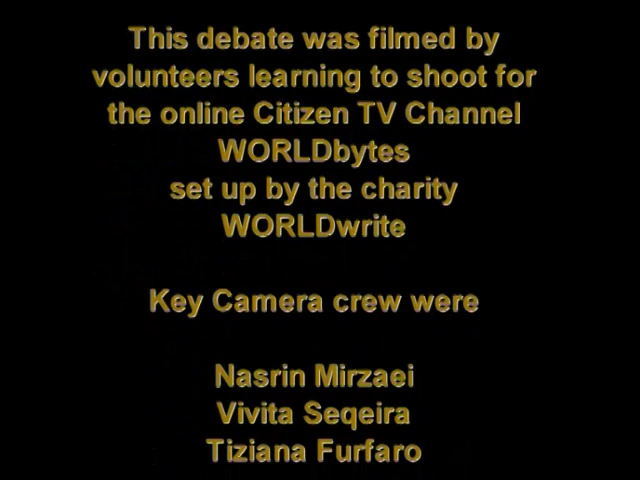 This debate was filmed by
volunteers learning to shoot for
the online Citizen TV Channel
WORLDbytes
set up by the charity
WORLDwrite
Key Camera crew were
Nasrin Mirzaei
Vivita Seqeira
Tiziana Furfaro